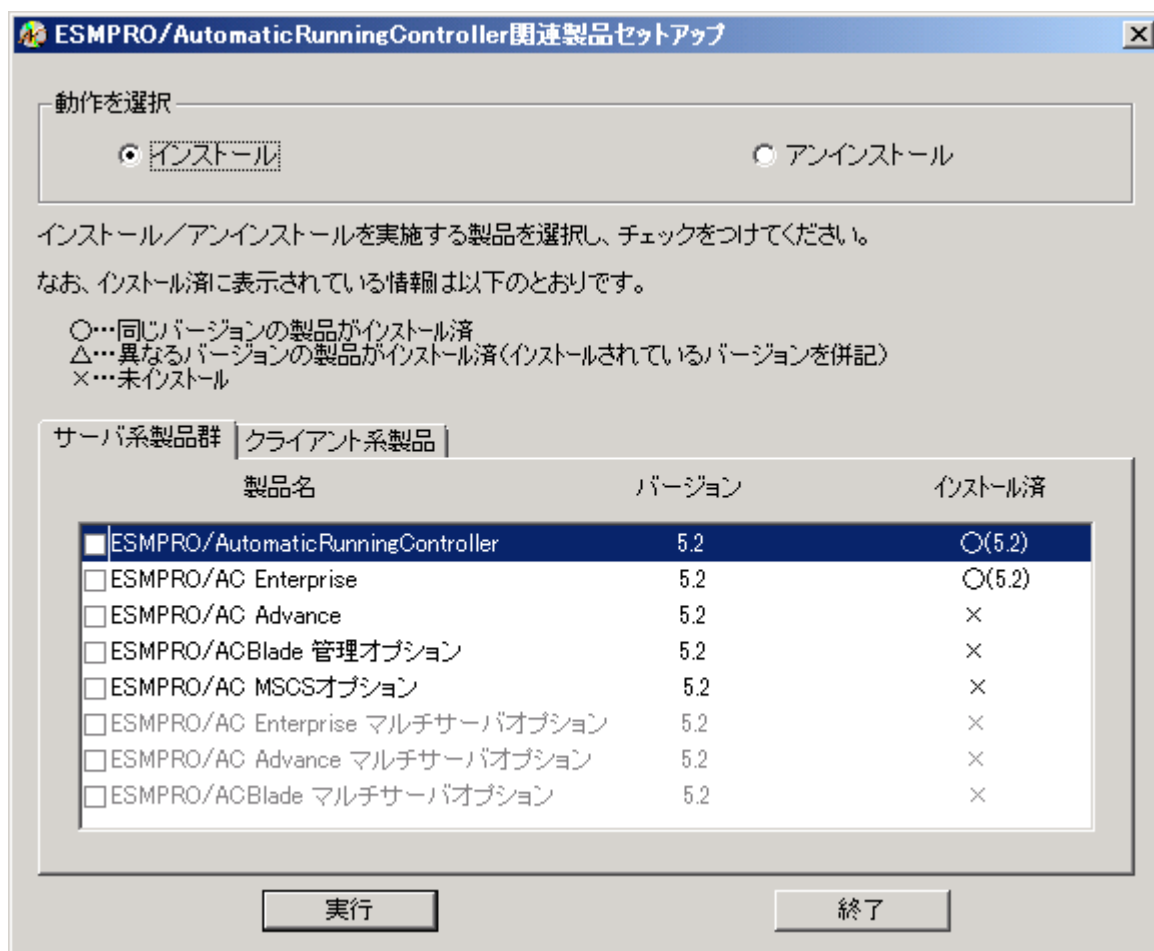 ESMPRO/AutomaticRunningController関連製品セットアップ
動作を選択
インストール アンインストール
インストール／アンインストールを実施する製品を選択し、チェックをつけてください。
なお、インストール済に表示されている情報は以下のとおりです。
○…同じバージョンの製品がインストール済
△…異なるバージョンの製品がインストール済(インストールされているバージョンを併記)
×…未インストール
サーバ系製品群 クライアント系製品
製品名 バージョン インストール済
ESMPRO/AutomaticRunningController 5.2 ○(5.2)
ESMPRO/AC Enterprise 5.2 ○(5.2)
ESMPRO/AC Advance 5.2 ×
ESMPRO/ACBlade 管理オプション 5.2 ×
ESMPRO/AC MSCSオプション 5.2 ×
ESMPRO/AC Enterprise マルチサーバオプション 5.2 ×
ESMPRO/AC Advance マルチサーバオプション 5.2 ×
ESMPRO/ACBlade マルチサーバオプション 5.2 ×
実行 終了